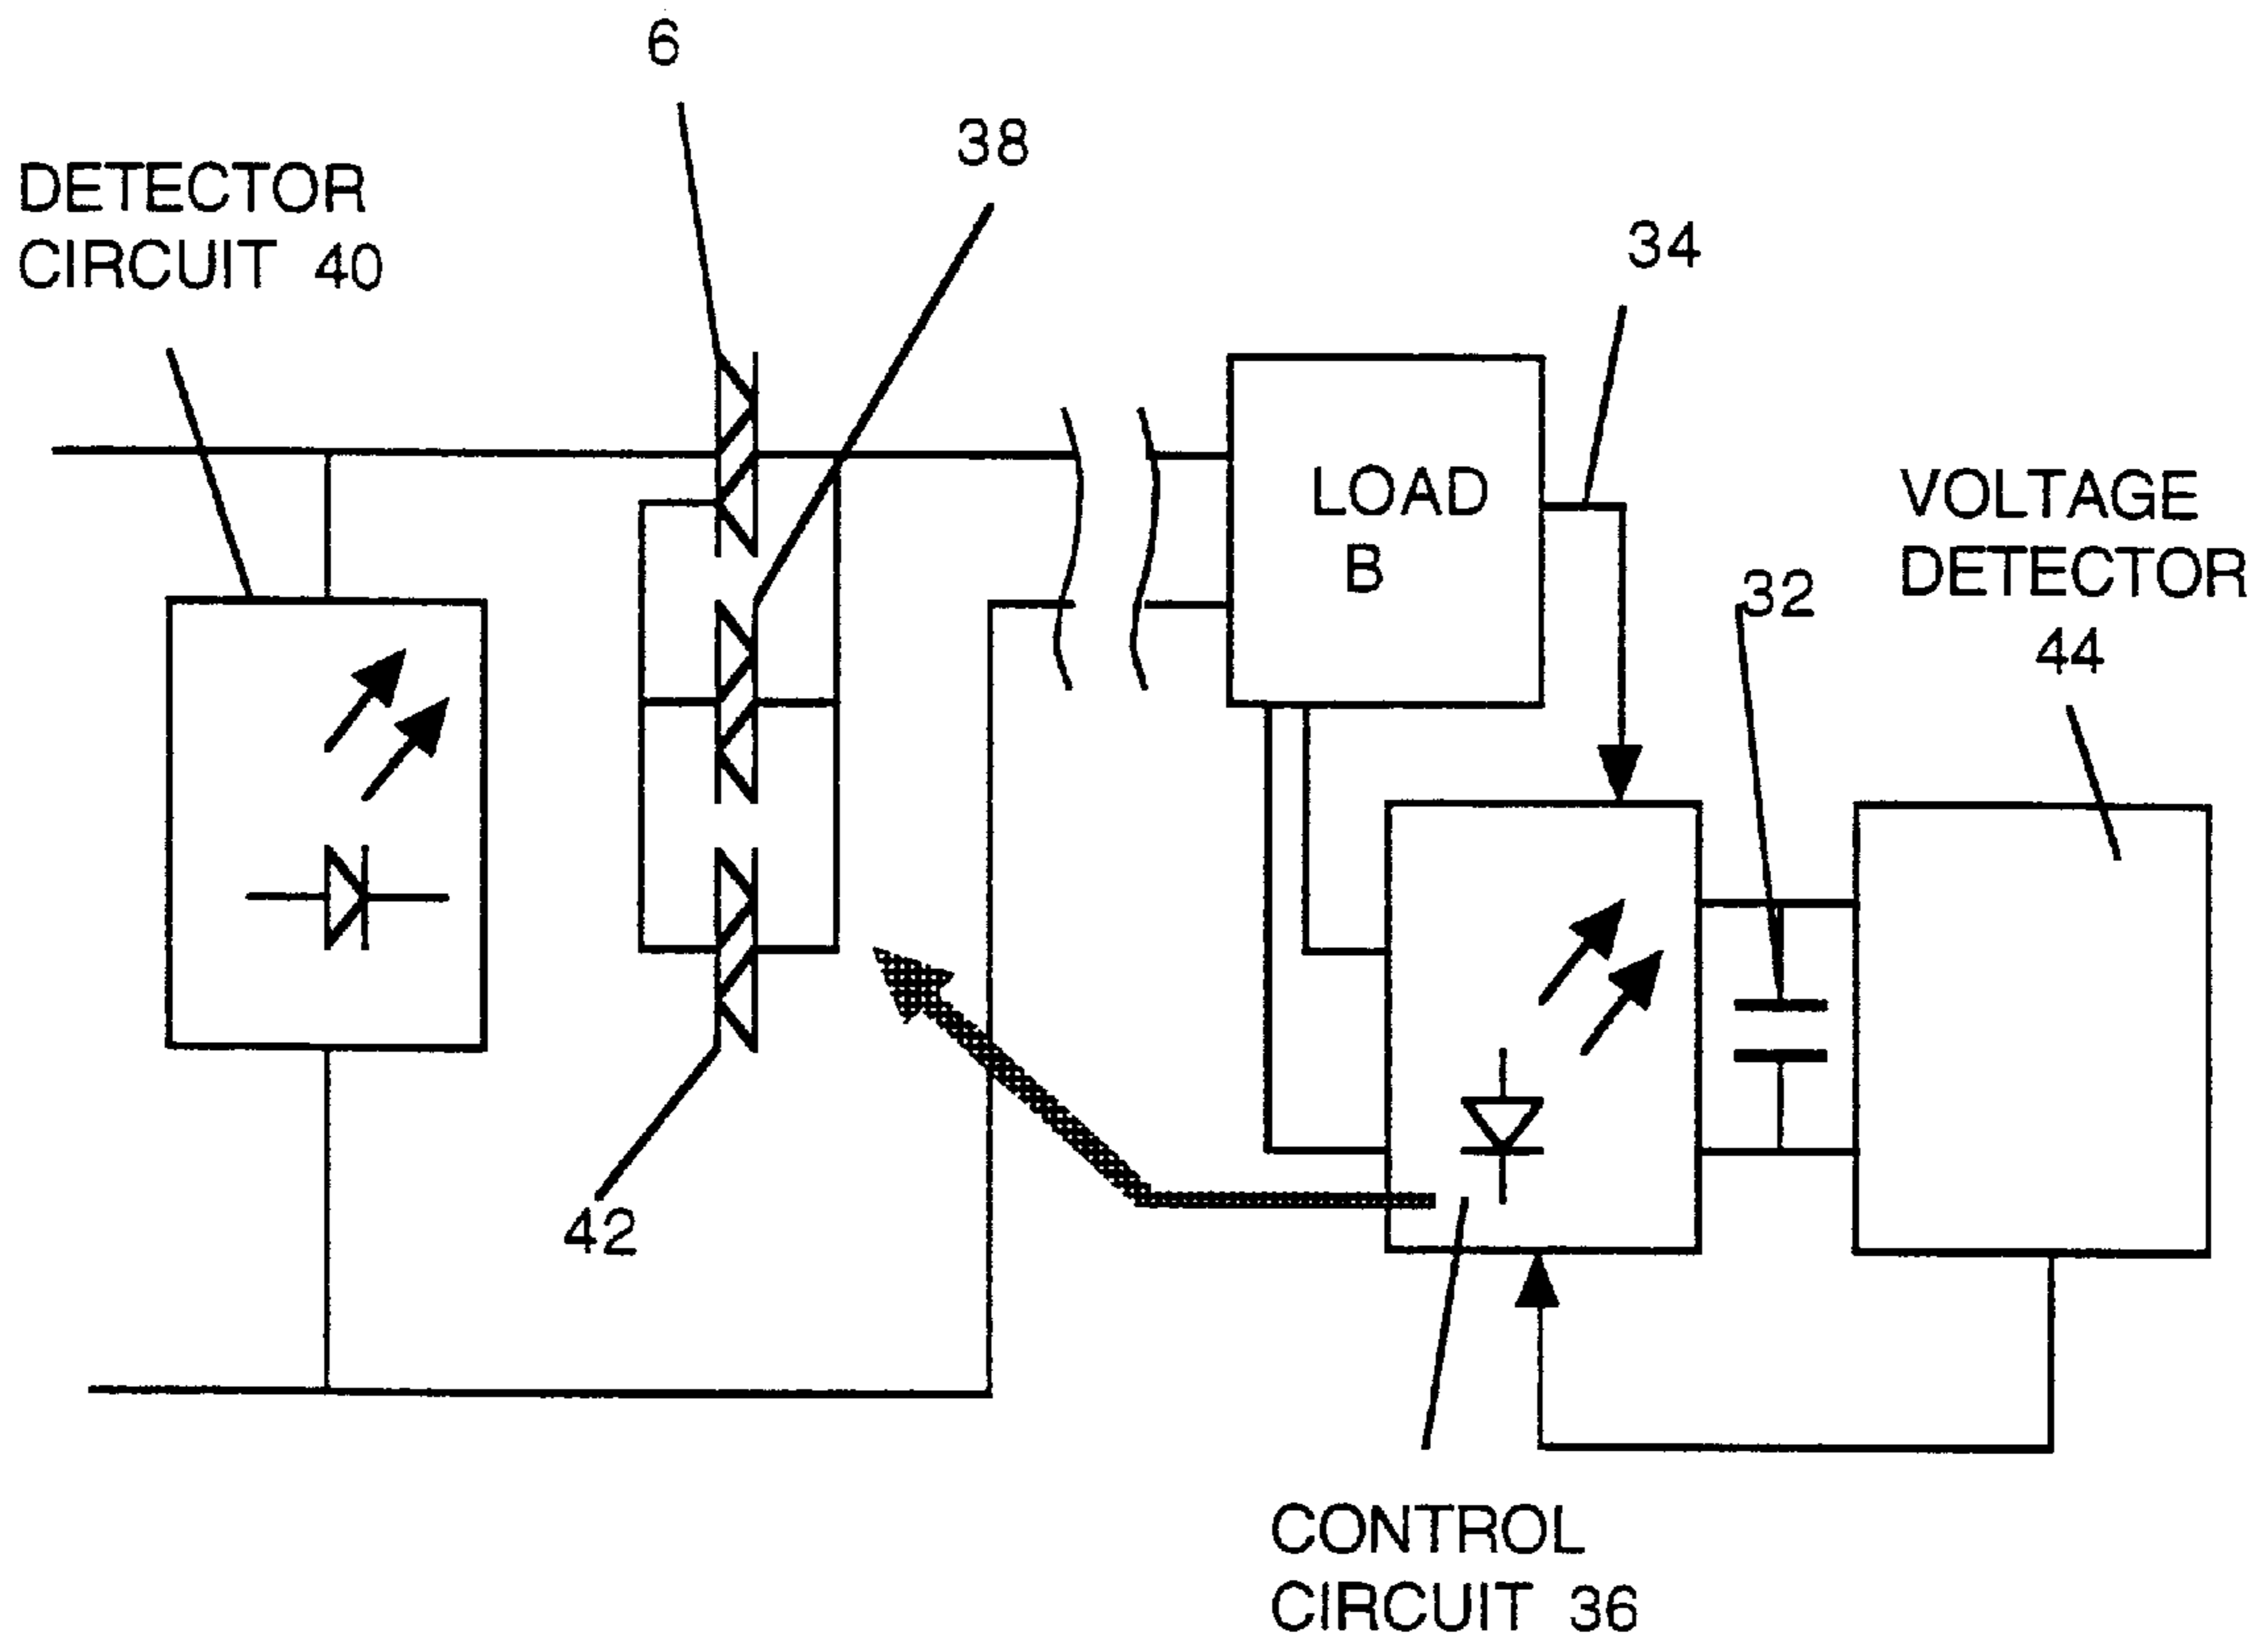 6
38
DETECTOR
CIRCUIT 40
34
LOAD
B
VOLTAGE
DETECTOR
44
32
42
CONTROL
CIRCUIT 36